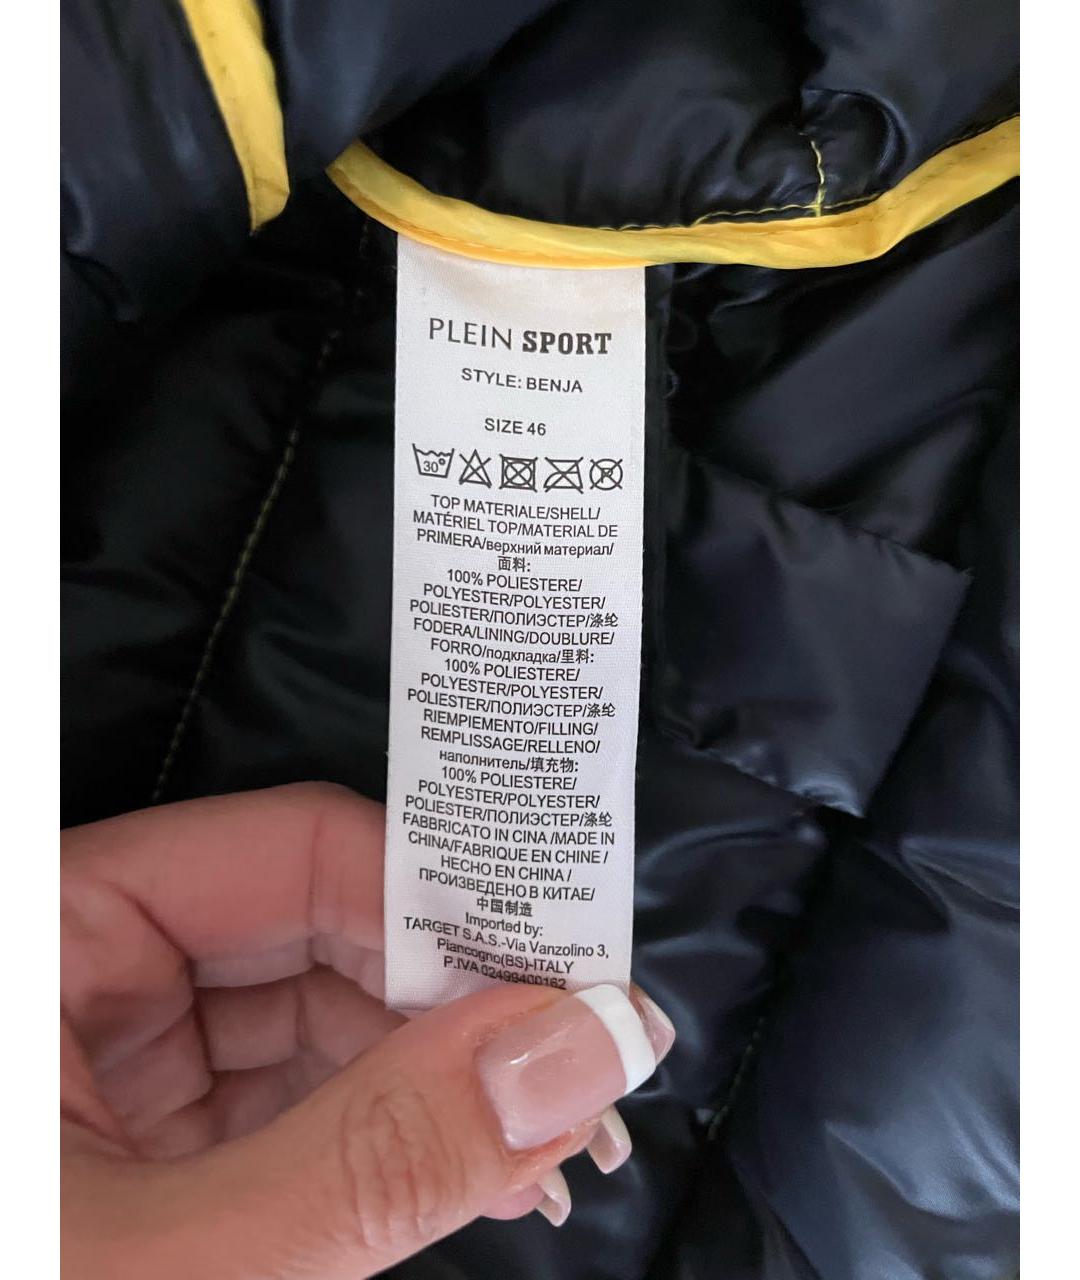 PLEIN SPORT
STYLE: BENJA
SIZE 46
30°
P
TOP MATERIALE/SHELL/
MATÉRIEL TOP/MATERIAL DE
PRIMERA/верхний материал/
面料:
100% POLIESTERE/
POLYESTER/POLYESTER/
POLIESTER/ПОЛИЭСТЕР/涤纶
FODERA/LINING/DOUBLURE/
FORRO/подкладка/里料:
100% POLIESTERE/
POLYESTER/POLYESTER/
POLIESTER/ПОЛИЭСТЕР/涤纶
RIEMPIEMENTO/FILLING/
REMPLISSAGE/RELLENO/
наполнитель/填充物:
100% POLIESTERE/
POLYESTER/POLYESTER/
POLIESTER/ПОЛИЭСТЕР/涤纶
FABBRICATO IN CINA /MADE IN
CHINA/FABRIQUE EN CHINE /
HECHO EN CHINA /
ПРОИЗВЕДЕНО В КИТАЕ/
中国制造
Imported by:
TARGET S.A.S.-Via Vanzolino 3,
Piancogno(BS)-ITALY
P.IVA 02499400162